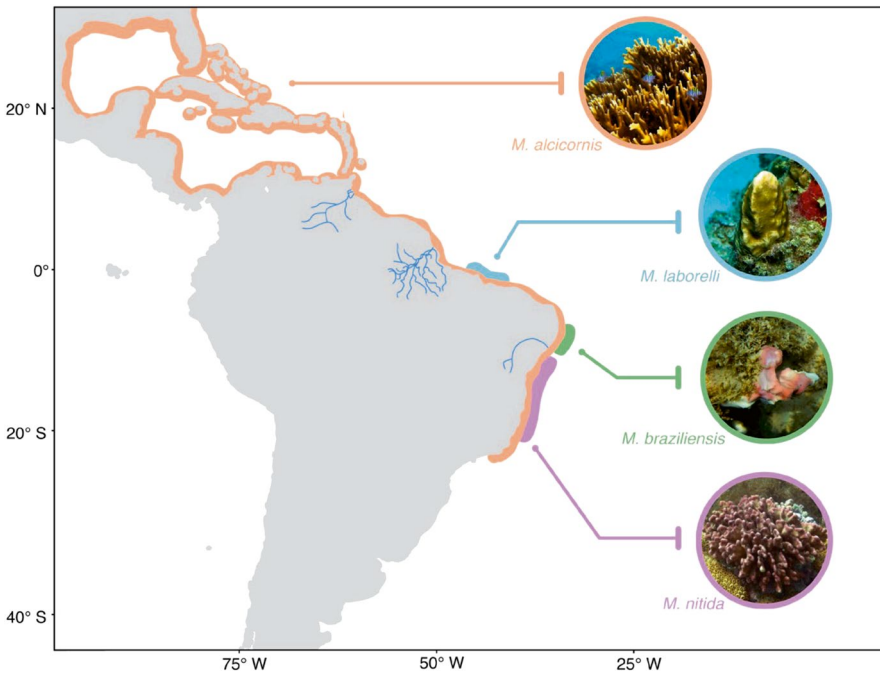 20° N
M. alcicornis
M. laborelli
0°
M. braziliensis
20° S
M. nitida
40° S
75° W
50° W
25° W